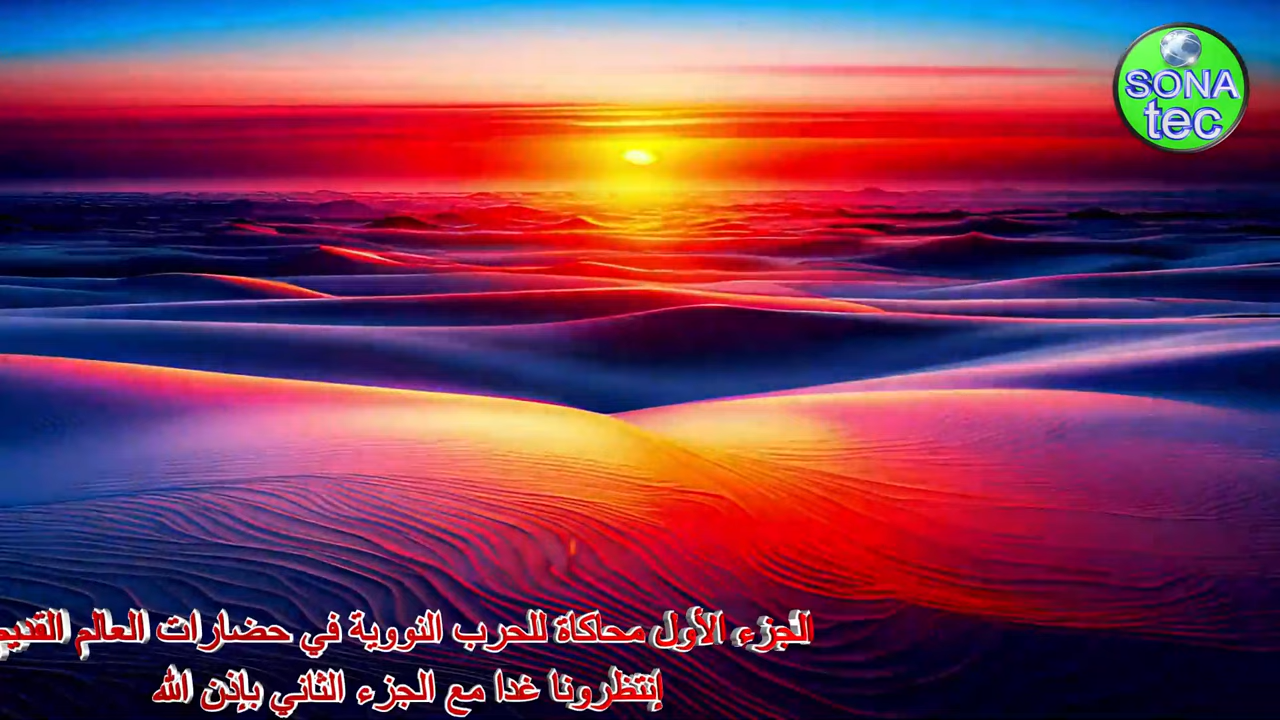 SONA
tec
الجزء الأول محاكاة للحرب النووية في حضارات العالم القديم
إنتظرونا غدا مع الجزء الثاني بإذن الله